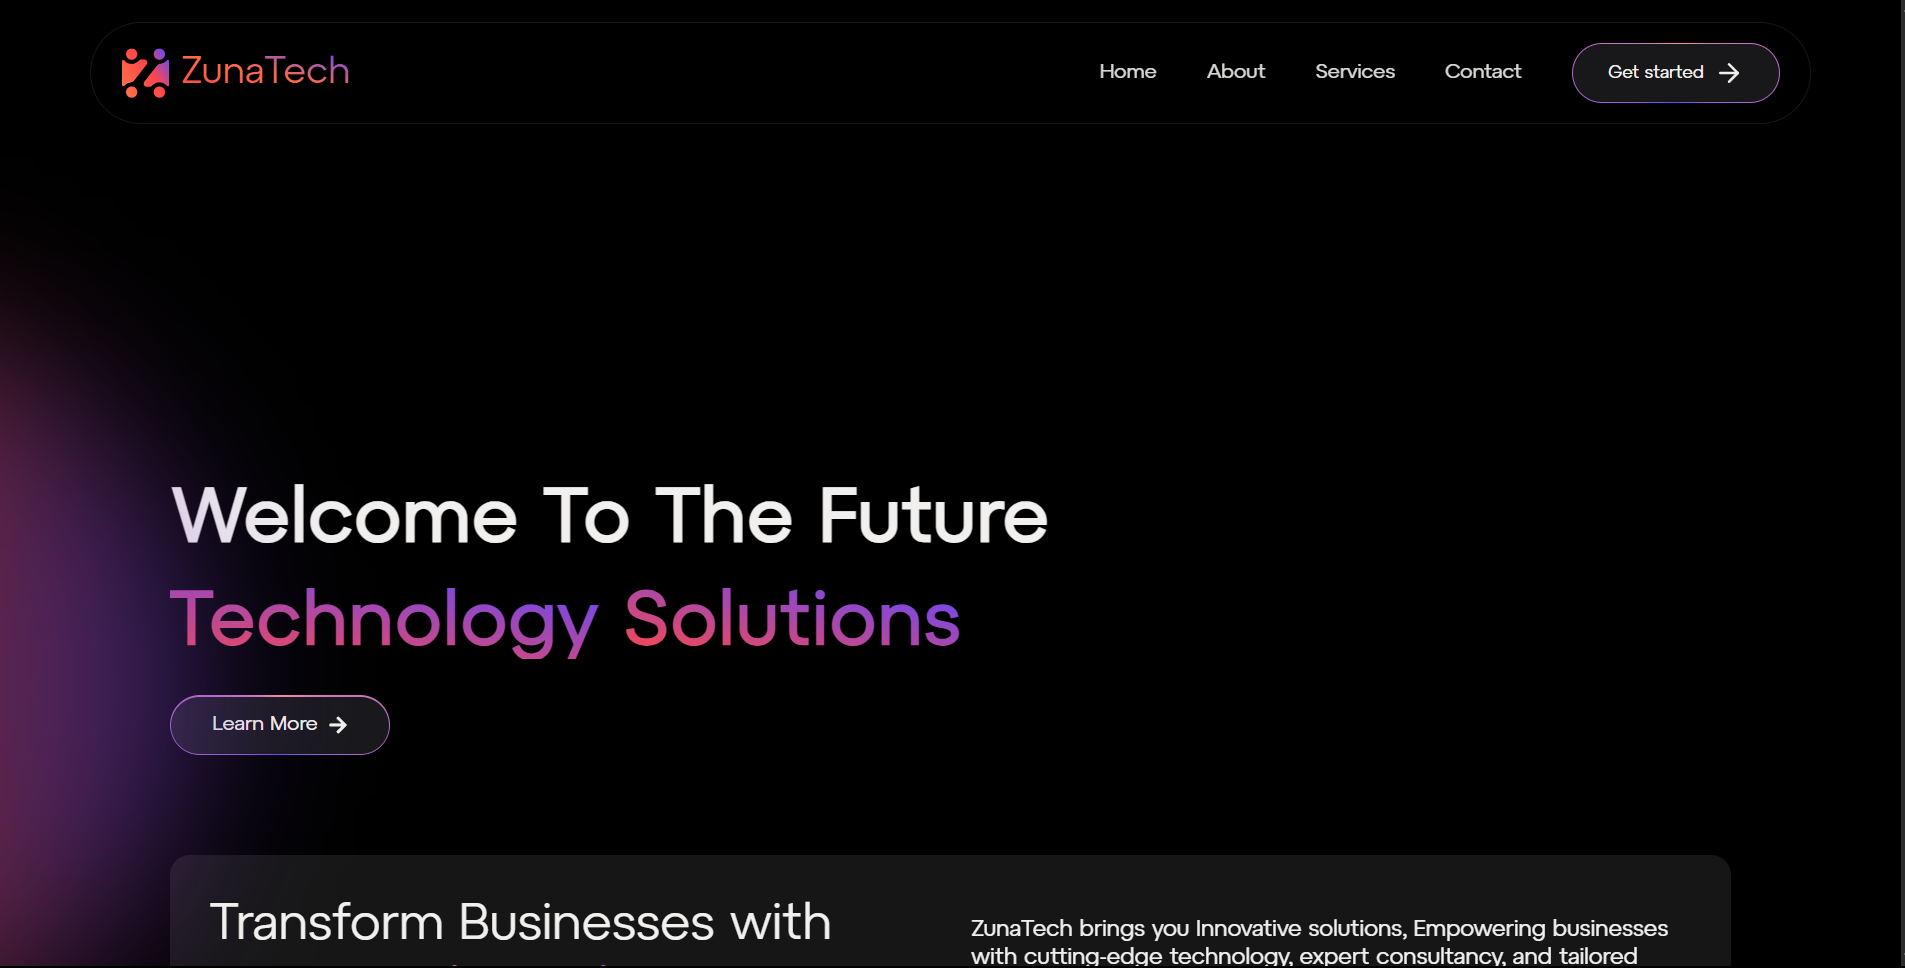 ZunaTech
Home
About
Services
Contact
Get started
Welcome To The Future
Technology Solutions
Learn More
Transform Businesses with
ZunaTech brings you Innovative solutions, Empowering businesses
with cutting-edge technology, expert consultancy, and tailored